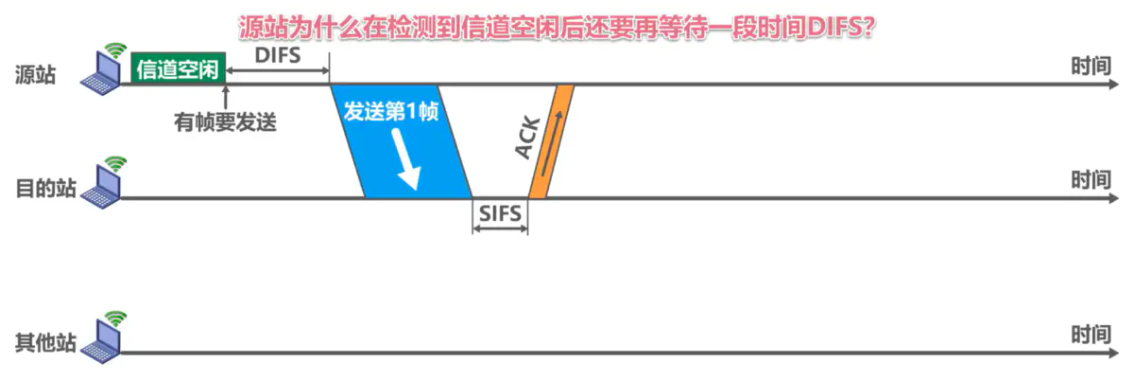 源站为什么在检测到信道空闲后还要再等待一段时间DIFS？
源站
信道空闲
DIFS
时间
有帧要发送
发送第1帧
ACK
目的站
时间
SIFS
其他站
时间